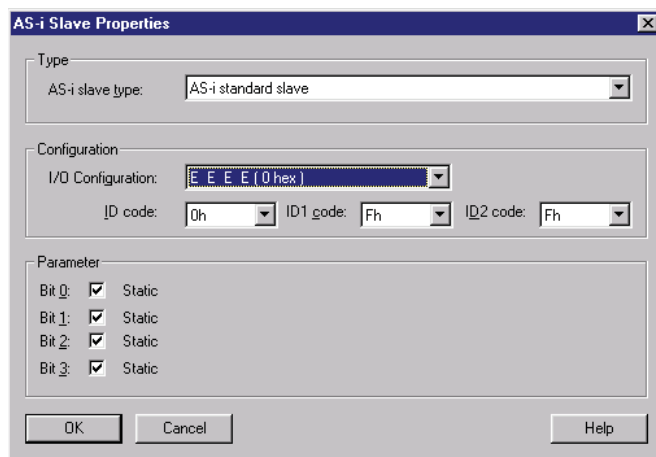 AS-i Slave Properties
Type
AS-i slave type: AS-i standard slave
Configuration
I/O Configuration: E E E E ( 0 hex )
ID code: 0h ID1 code: Fh ID2 code: Fh
Parameter
Bit 0: Static
Bit 1: Static
Bit 2: Static
Bit 3: Static
OK Cancel Help